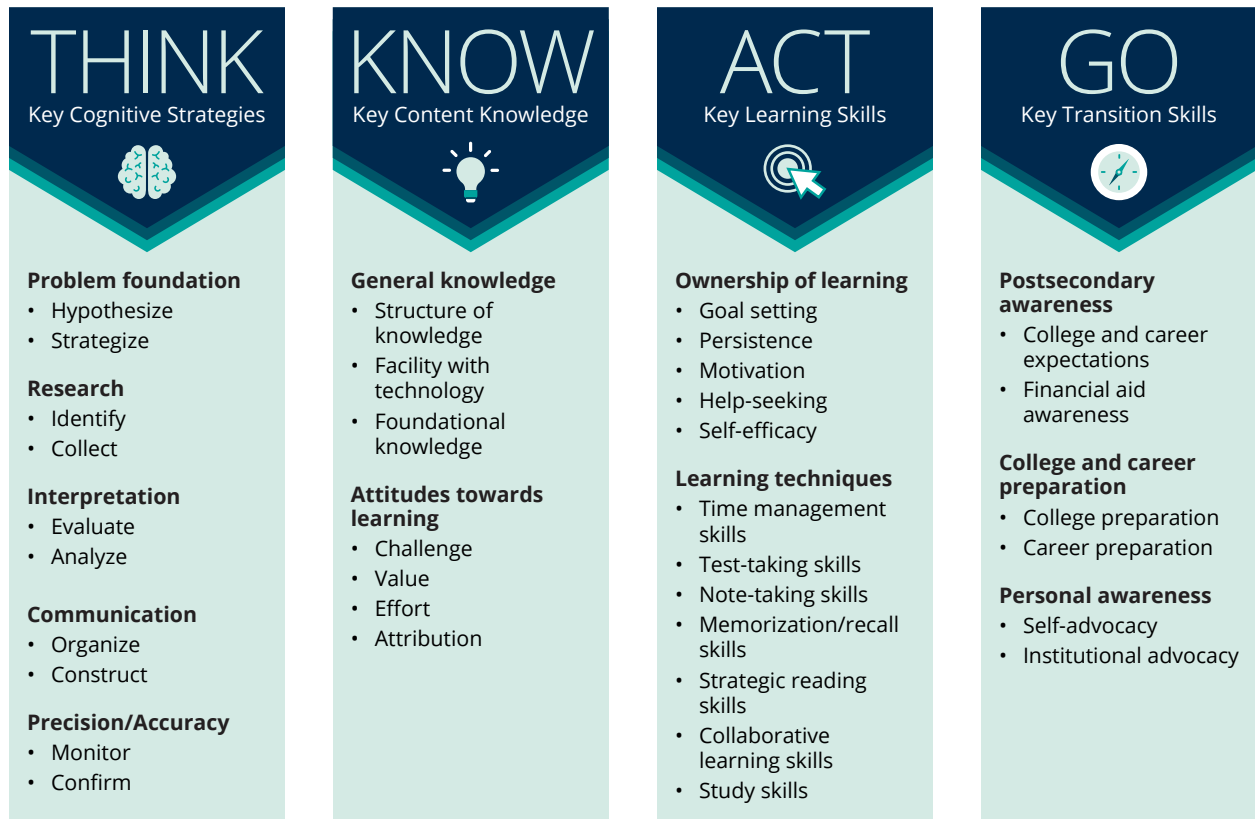 THINK
Key Cognitive Strategies
Problem foundation
• Hypothesize
• Strategize
Research
• Identify
• Collect
Interpretation
• Evaluate
• Analyze
Communication
• Organize
• Construct
Precision/Accuracy
• Monitor
• Confirm
KNOW
Key Content Knowledge
General knowledge
• Structure of
knowledge
• Facility with
technology
• Foundational
knowledge
Attitudes towards
learning
• Challenge
• Value
• Effort
• Attribution
ACT
Key Learning Skills
Ownership of learning
• Goal setting
• Persistence
• Motivation
• Help-seeking
• Self-efficacy
Learning techniques
• Time management
skills
• Test-taking skills
• Note-taking skills
• Memorization/recall
skills
• Strategic reading
skills
• Collaborative
learning skills
• Study skills
GO
Key Transition Skills
Postsecondary
awareness
• College and career
expectations
• Financial aid
awareness
College and career
preparation
• College preparation
• Career preparation
Personal awareness
• Self-advocacy
• Institutional advocacy